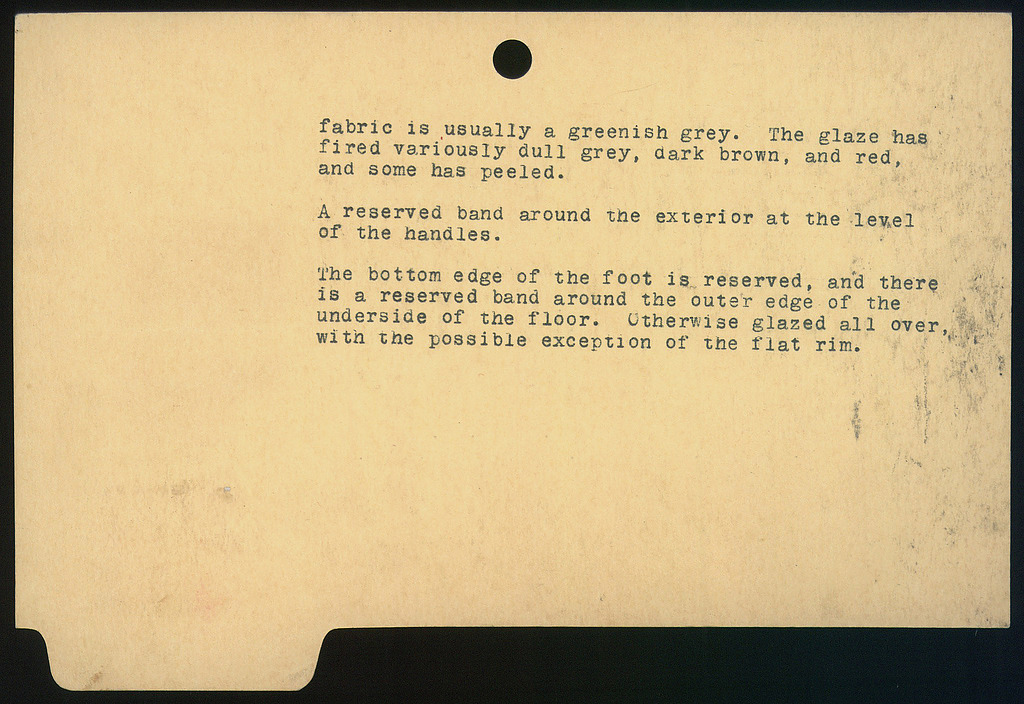 fabric is usually a greenish grey.  The glaze has
fired variously dull grey, dark brown, and red,
and some has peeled.

A reserved band around the exterior at the level
of the handles.

The bottom edge of the foot is reserved, and there
is a reserved band around the outer edge of the
underside of the floor.  Otherwise glazed all over,
with the possible exception of the flat rim.